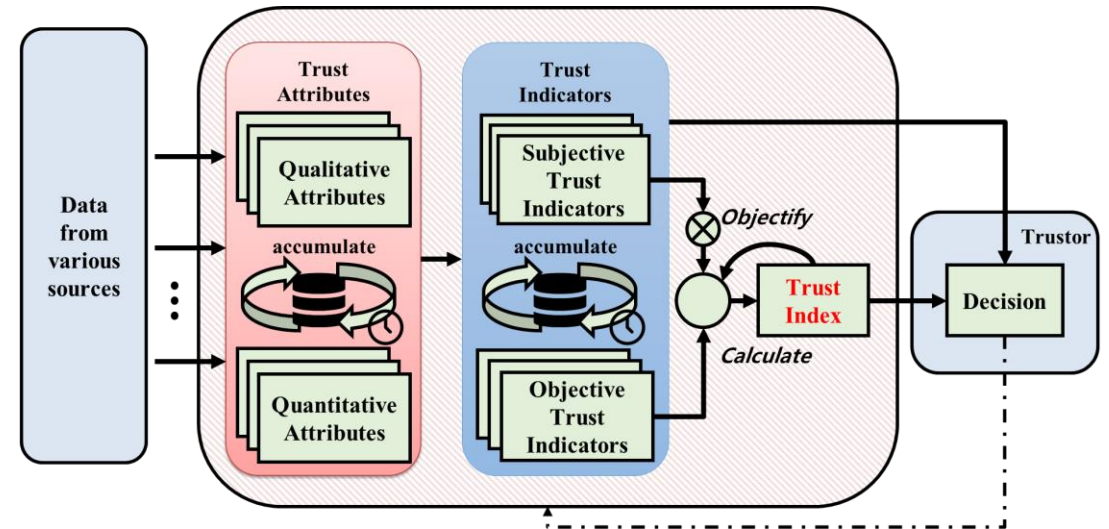 Data
from
various
sources
Trust
Attributes
Qualitative
Attributes
accumulate
Quantitative
Attributes
Trust
Indicators
Subjective
Trust
Indicators
accumulate
Objective
Trust
Indicators
Objectify
Calculate
Trust
Index
Trustor
Decision